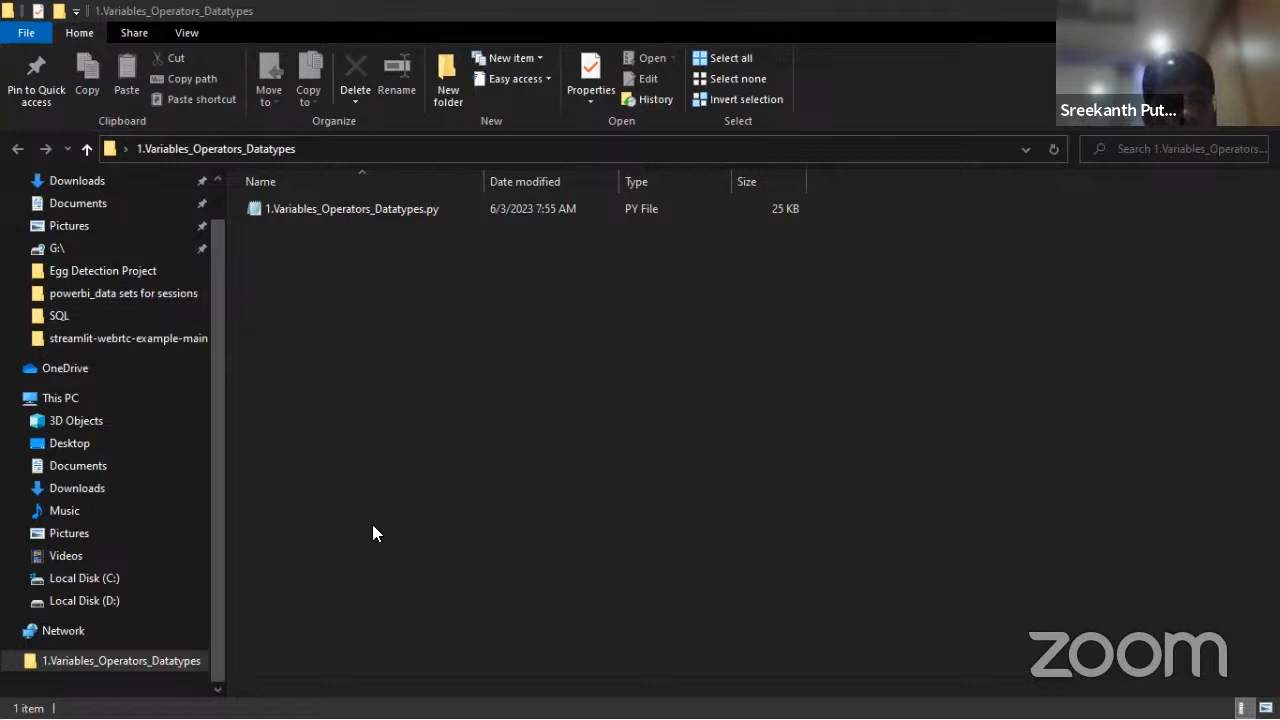 1.Variables_Operators_Datatypes
File Home Share View
Pin to Quick access
Copy
Paste
Cut
Copy path
Paste shortcut
Clipboard
Move to
Copy to
Delete
Rename
Organize
New folder
New item
Easy access
New
Properties
Open
Edit
History
Open
Select all
Select none
Invert selection
Select
Sreekanth Put...
1.Variables_Operators_Datatypes
Search 1.Variables_Operators...
Name Date modified Type Size
1.Variables_Operators_Datatypes.py 6/3/2023 7:55 AM PY File 25 KB
Downloads
Documents
Pictures
G:\
Egg Detection Project
powerbi_data sets for sessions
SQL
streamlit-webrtc-example-main
OneDrive
This PC
3D Objects
Desktop
Documents
Downloads
Music
Pictures
Videos
Local Disk (C:)
Local Disk (D:)
Network
1.Variables_Operators_Datatypes
zoom
1 item